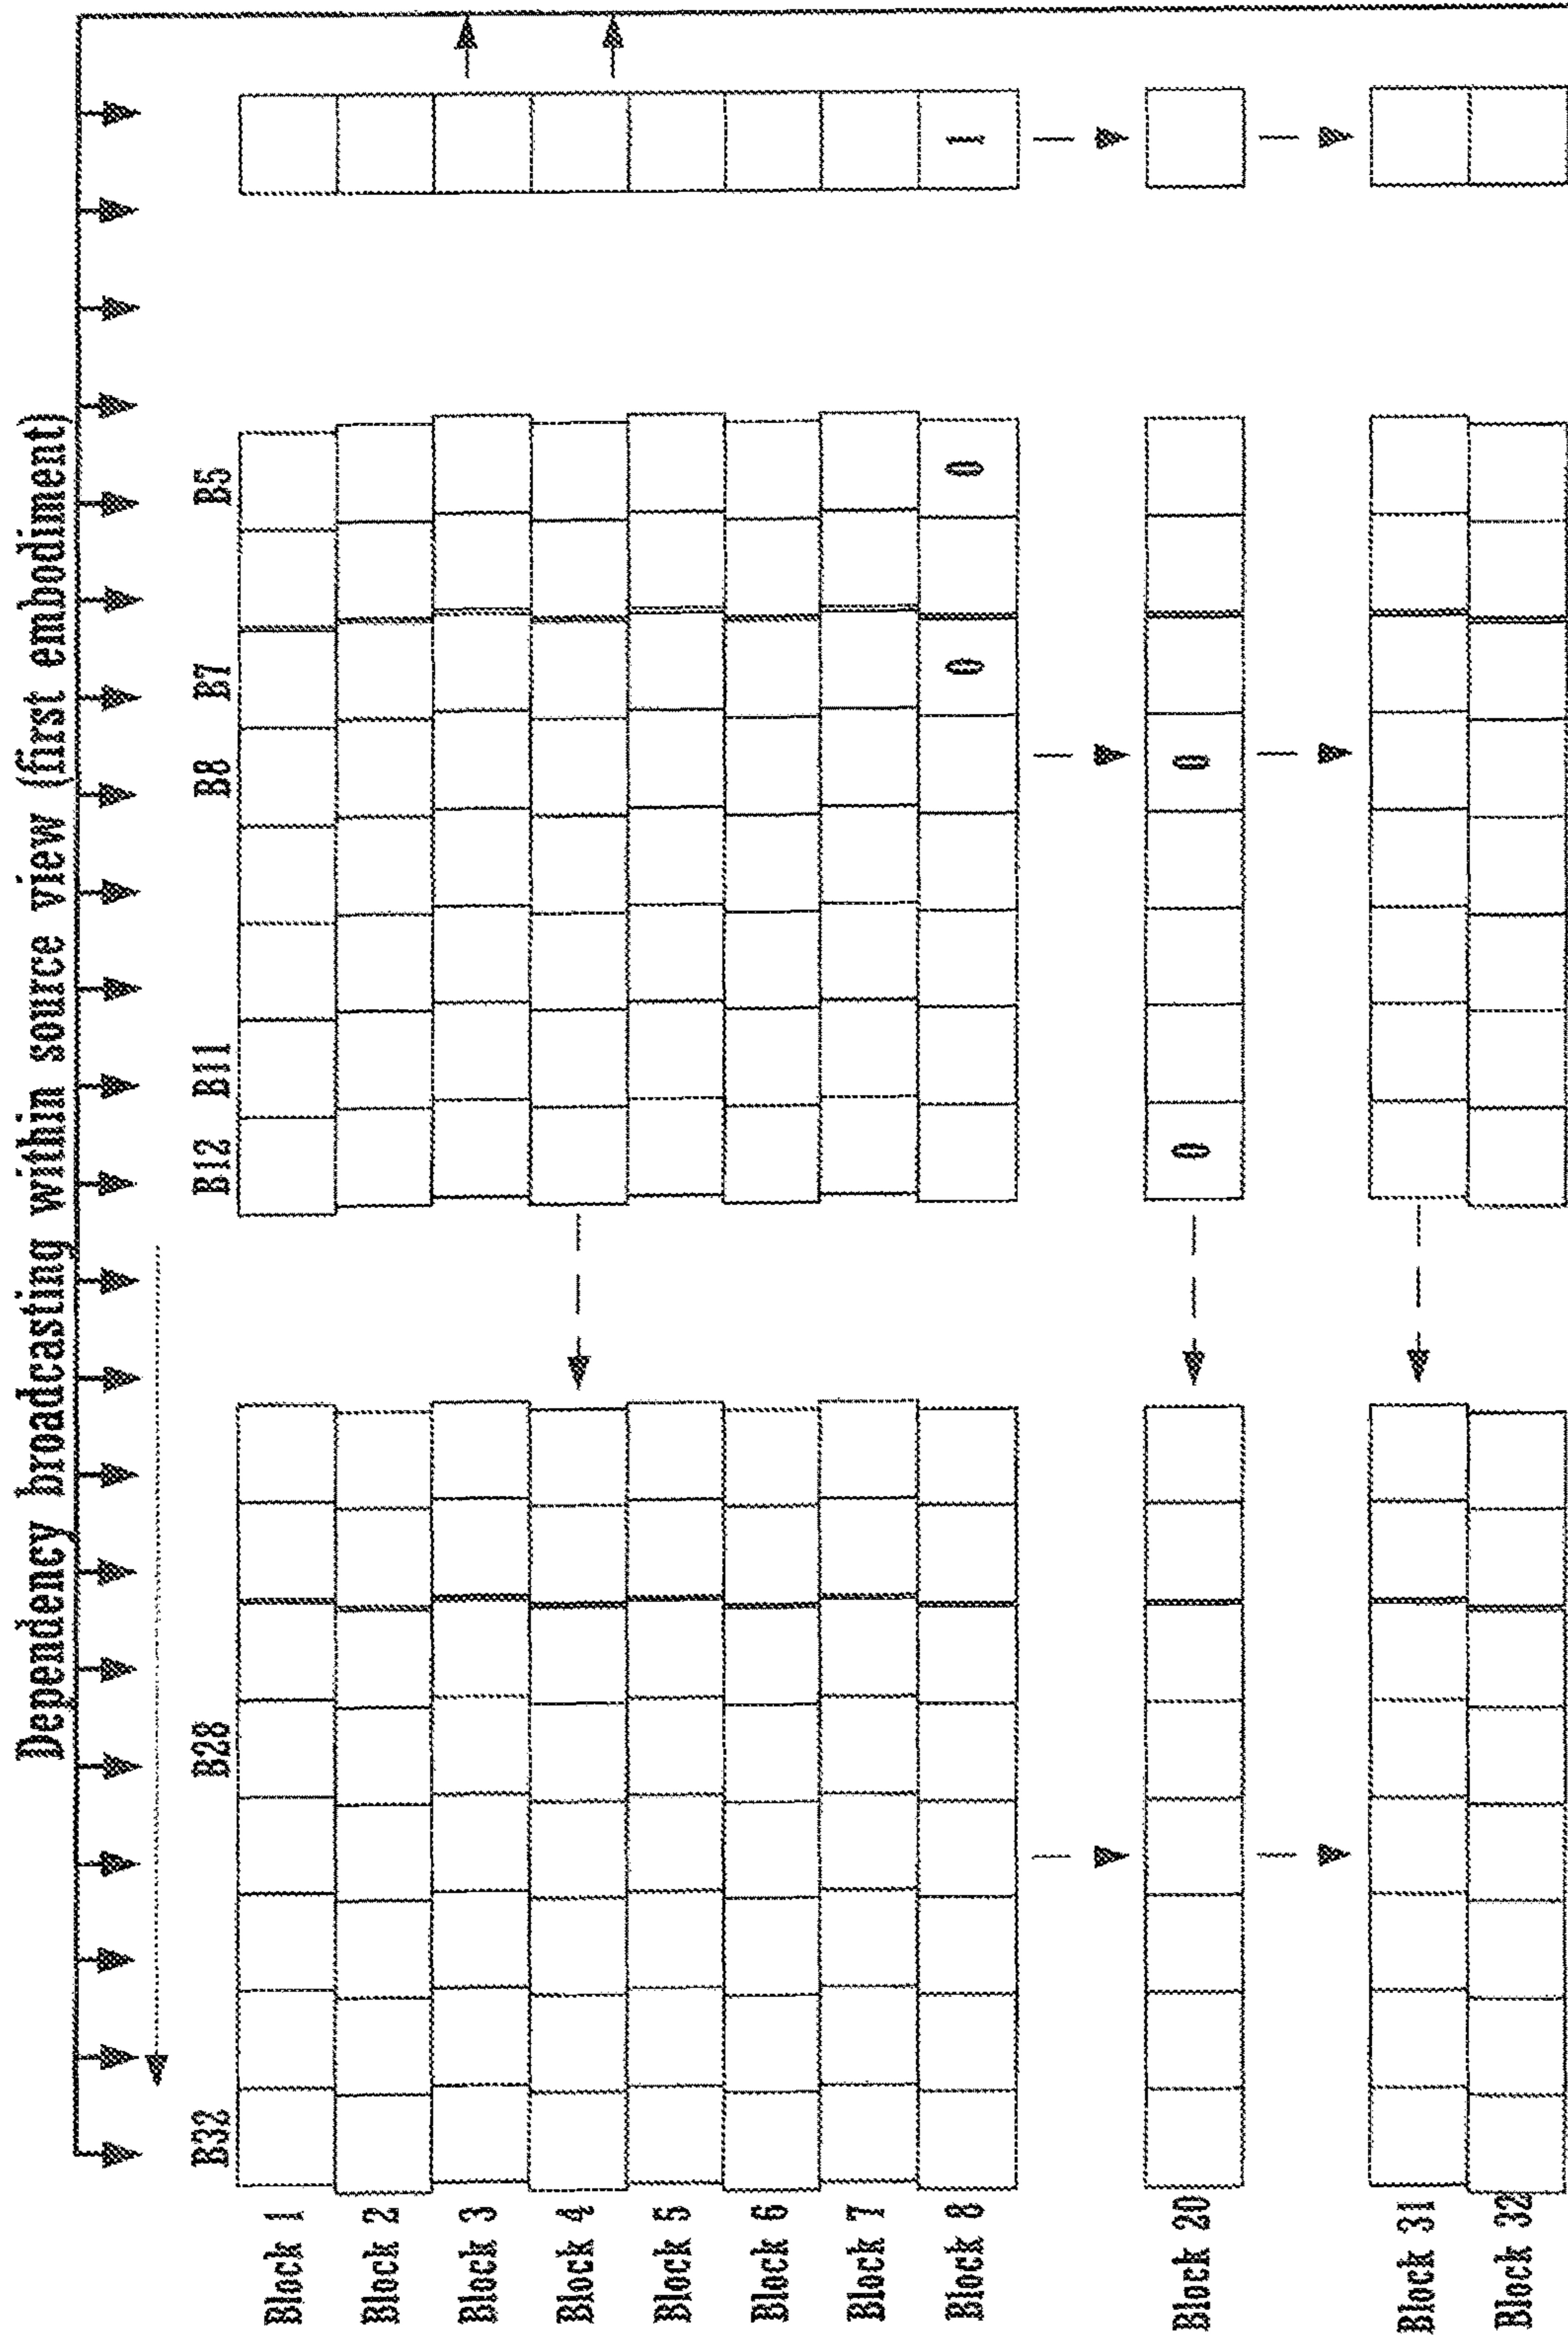 Dependency broadcasting within source view (first embodiment)
B32 B28 B12 B11 B8 B7 B5
Block 1
Block 2
Block 3
Block 4
Block 5
Block 6
Block 7
Block 8 0 0 1
Block 20 0 0
Block 31
Block 32